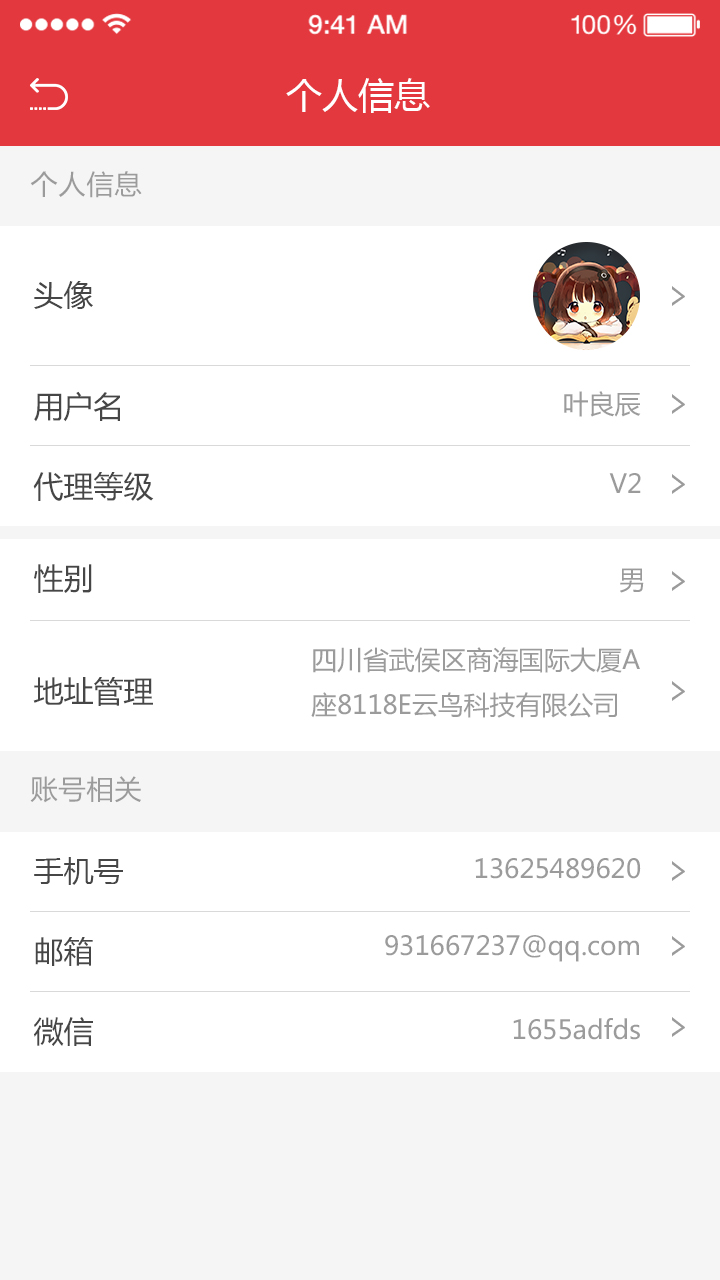 9:41 AM 100%
个人信息
个人信息
头像
用户名 叶良辰
代理等级 V2
性别 男
地址管理 四川省武侯区商海国际大厦A
座8118E云鸟科技有限公司
账号相关
手机号 13625489620
邮箱 931667237@qq.com
微信 1655adfds